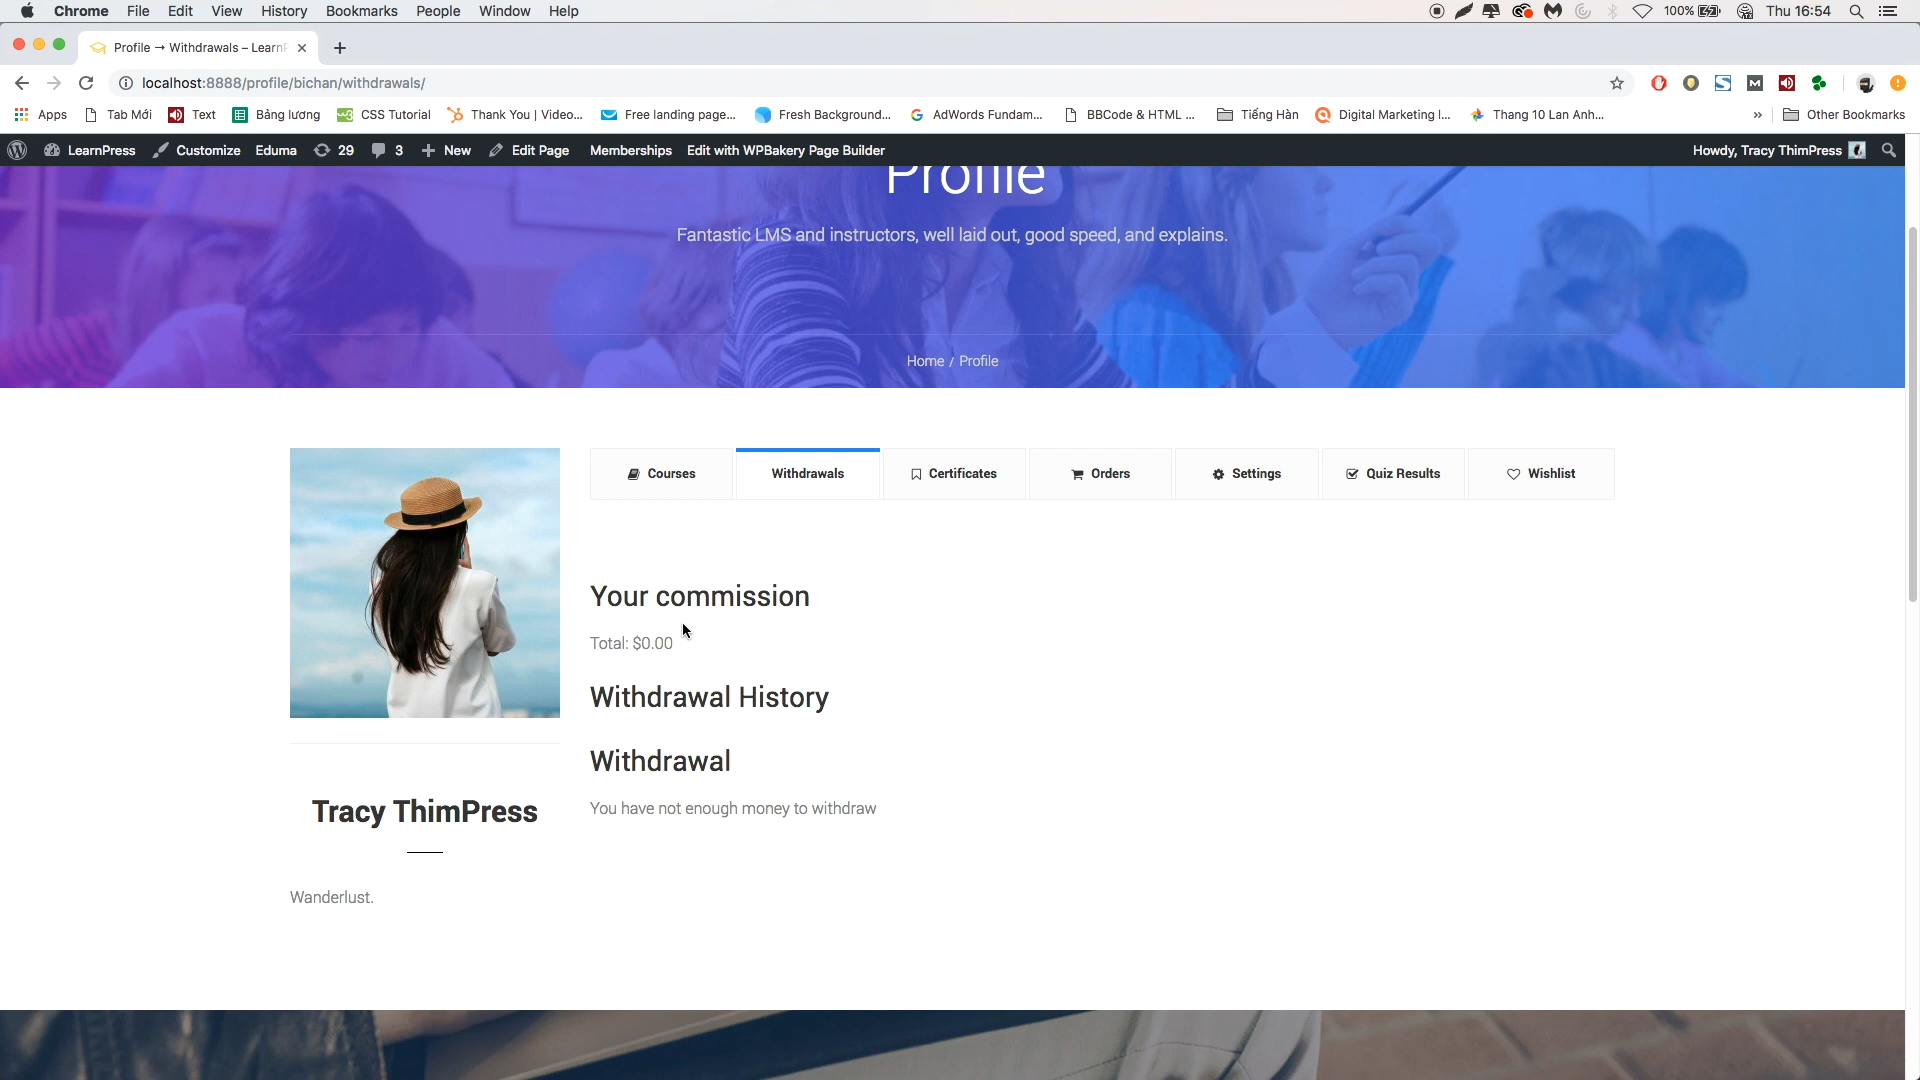 Chrome File Edit View History Bookmarks People Window Help 100% Thu 16:54
Profile → Withdrawals – LearnP
localhost:8888/profile/bichan/withdrawals/
Apps Tab Mới Text Bảng lương CSS Tutorial Thank You | Video... Free landing page... Fresh Background... AdWords Fundam... BBCode & HTML ... Tiếng Hàn Digital Marketing I... Thang 10 Lan Anh... » Other Bookmarks
LearnPress Customize Eduma 29 3 New Edit Page Memberships Edit with WPBakery Page Builder Howdy, Tracy ThimPress
Profile
Fantastic LMS and instructors, well laid out, good speed, and explains.
Home / Profile
Courses Withdrawals Certificates Orders Settings Quiz Results Wishlist
Your commission
Total: $0.00
Withdrawal History
Withdrawal
You have not enough money to withdraw
Tracy ThimPress
Wanderlust.